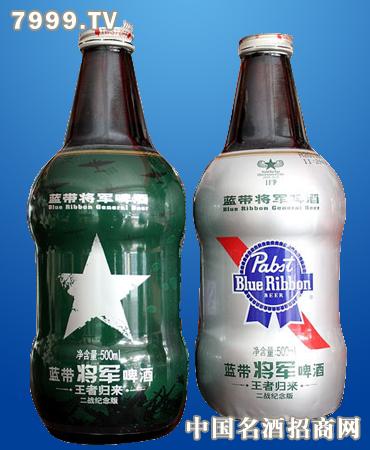 7999.TV
蓝带将军啤酒
Blue Ribbon General Beer
净含量:500ml
蓝带将军啤酒
王者归来
二战纪念版
蓝带将军啤酒
Blue Ribbon General Beer
Pabst
Blue Ribbon
BEER
净含量:500ml
蓝带将军啤酒
王者归来
二战纪念版
中国名酒招商网